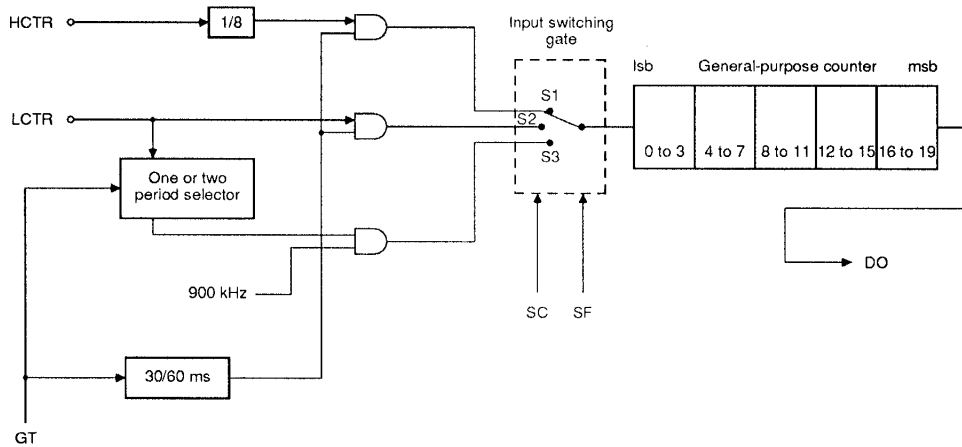 HCTR
1/8
Input switching
gate
lsb
General-purpose counter
msb
S1
LCTR
S2
S3
0 to 3
4 to 7
8 to 11
12 to 15
16 to 19
One or two
period selector
DO
900 kHz
SC
SF
30/60 ms
GT